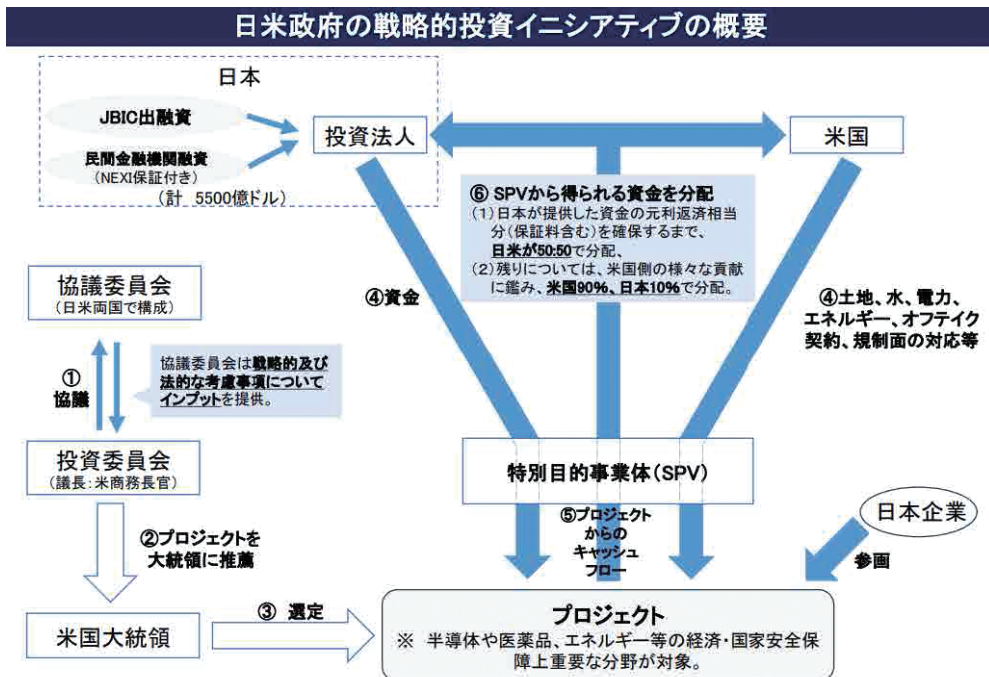 日米政府の戦略的投資イニシアティブの概要
日本
JBIC出融資
民間金融機関融資
(NEXI保証付き)
(計 5500億ドル)
投資法人
米国
⑥ SPVから得られる資金を分配
(1)日本が提供した資金の元利返済相当
分(保証料含む)を確保するまで、
日米が50:50で分配、
(2)残りについては、米国側の様々な貢献
に鑑み、米国90%、日本10%で分配。
協議委員会
(日米両国で構成)
④資金
④土地、水、電力、
エネルギー、オフテイク
契約、規制面の対応等
①
協議
協議委員会は戦略的及び
法的な考慮事項について
インプットを提供。
投資委員会
(議長:米商務長官)
特別目的事業体(SPV)
②プロジェクトを
大統領に推薦
⑤プロジェクト
からの
キャッシュ
フロー
日本企業
参画
米国大統領
③ 選定
プロジェクト
※ 半導体や医薬品、エネルギー等の経済・国家安全保
障上重要な分野が対象。